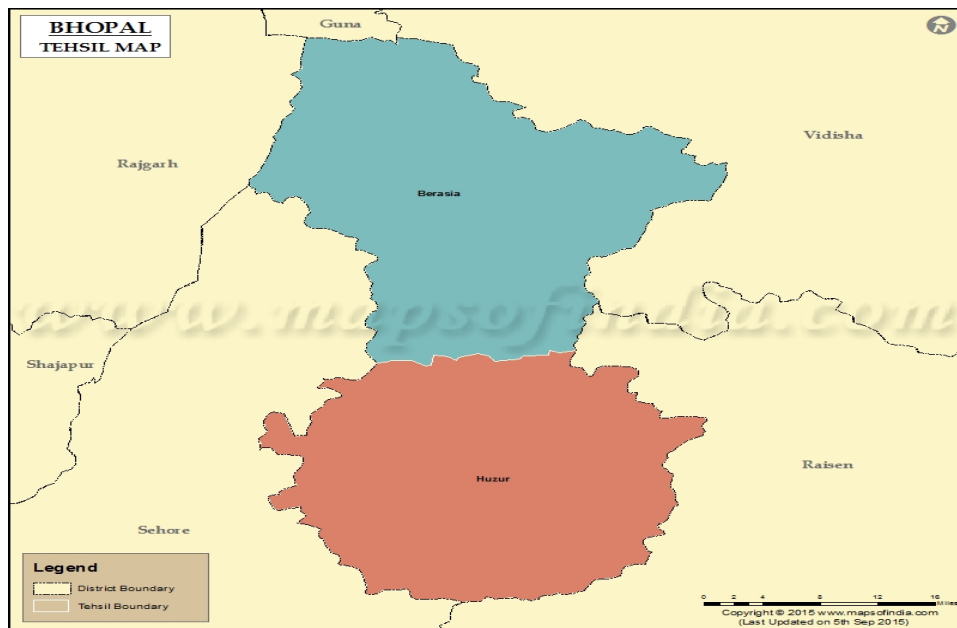 BHOPAL
TEHSIL MAP
Guna
N
Vidisha
Rajgarh
Berasia
www.mapsofindia.com
Shajapur
Raisen
Huzur
Sehore
Legend
District Boundary
Tehsil Boundary
0 2 4 8 12 16
Miles
Copyright © 2015 www.mapsofindia.com
(Last Updated on 5th Sep 2015)